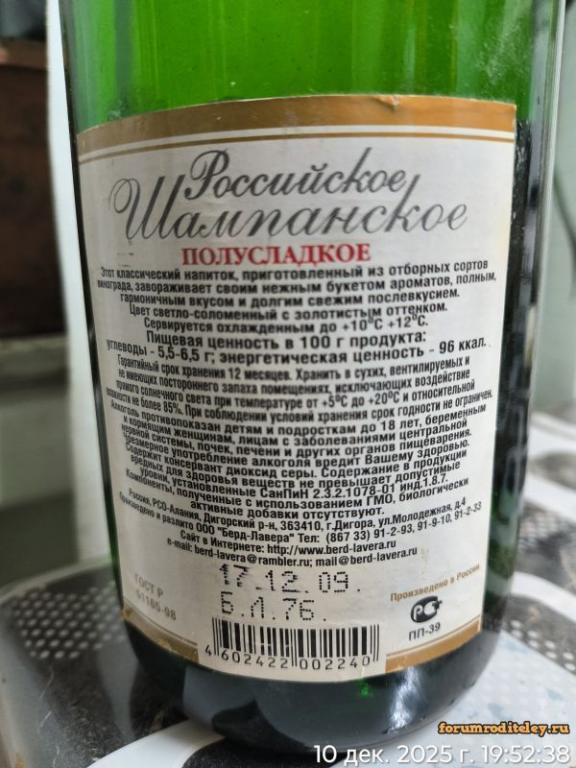 Российское
Шампанское
ПОЛУСЛАДКОЕ
Этот классический напиток, приготовленный из отборных сортов
винограда, завораживает своим нежным букетом ароматов, полным,
гармоничным вкусом и долгим свежим послевкусием.
Цвет светло-соломенный с золотистым оттенком.
Сервируется охлажденным до +10°С +12°С.
Пищевая ценность в 100 г продукта:
углеводы - 5,5-6,5 г; энергетическая ценность - 96 ккал.
Гарантийный срок хранения 12 месяцев. Хранить в сухих, вентилируемых и
не имеющих постороннего запаха помещениях, исключающих воздействие
прямого солнечного света при температуре от +5°С до +20°С и относительной
влажности не более 85%. При соблюдении условий хранения срок годности не ограничен.
Алкоголь противопоказан детям и подросткам до 18 лет, беременным
и кормящим женщинам, лицам с заболеваниями центральной
нервной системы, почек, печени и других органов пищеварения.
Чрезмерное употребление алкоголя вредит Вашему здоровью.
Содержит консервант диоксид серы. Содержание в продукции
вредных для здоровья веществ не превышает допустимые
уровни, установленные СанПиН 2.3.2.1078-01 инд.1.8.7.
Компоненты, полученные с использованием ГМО, биологически
активные добавки отсутствуют.
Россия, РСО-Алания, Дигорский р-н, 363410, г.Дигора, ул.Молодежная, д.4
Произведено и разлито ООО "Берд-Лавера" Тел: (867 33) 91-2-93, 91-9-10, 91-2-33
Сайт в Интернете: http://www.berd-lavera.ru
e-mail: berd-lavera@rambler.ru; mail@berd-lavera.ru
17.12.09.
Б.Л.76.
ГОСТ Р
51165-98
Произведено в России
РС
ПП-39
4 602422 002240
forumroditeley.ru
10 дек. 2025 г. 19:52:38